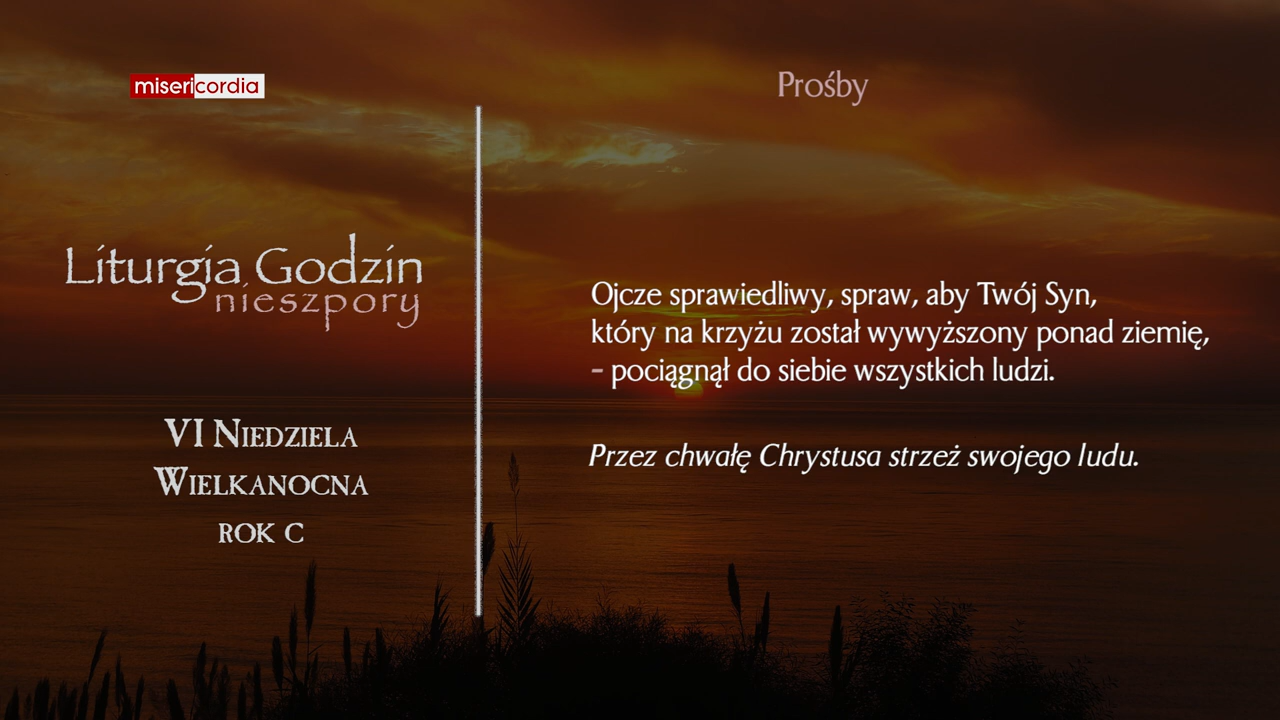 misericordia
Liturgia Godzin
nieszpory
VI Niedziela
Wielkanocna
rok C
Prośby
Ojcze sprawiedliwy, spraw, aby Twój Syn,
który na krzyżu został wywyższony ponad ziemię,
- pociągnął do siebie wszystkich ludzi.
Przez chwałę Chrystusa strzeż swojego ludu.